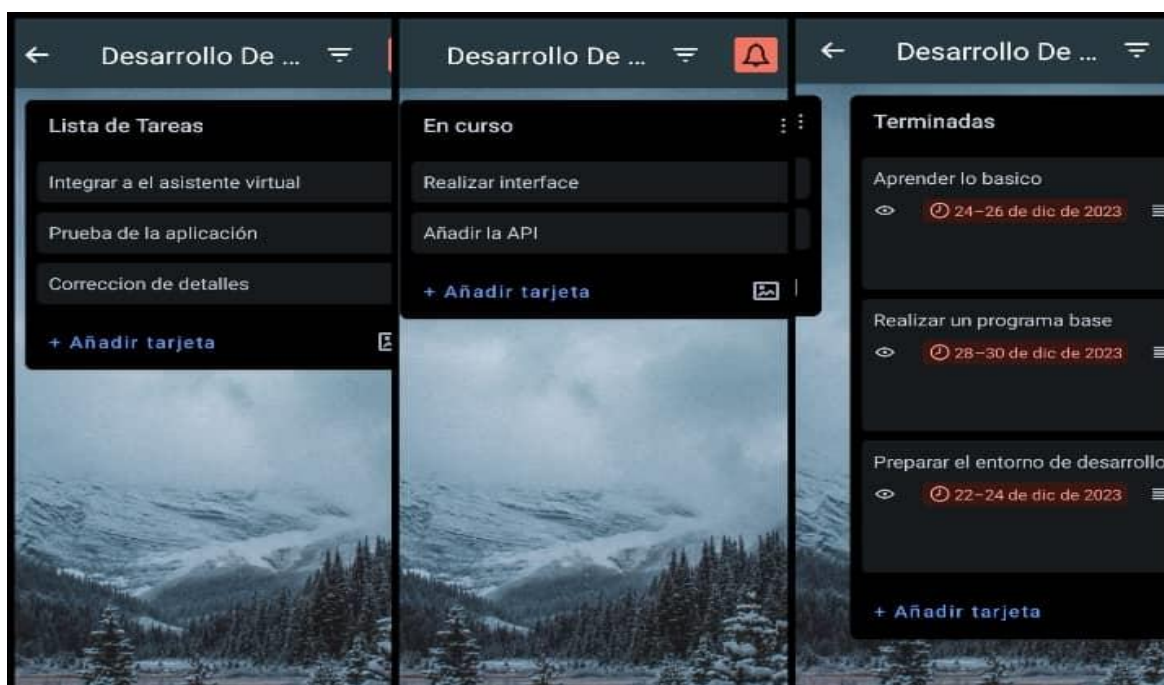 Desarrollo De ...
Lista de Tareas
Integrar a el asistente virtual
Prueba de la aplicación
Correccion de detalles
+ Añadir tarjeta
Desarrollo De ...
En curso
Realizar interface
Añadir la API
+ Añadir tarjeta
Desarrollo De ...
Terminadas
Aprender lo basico
24–26 de dic de 2023
Realizar un programa base
28–30 de dic de 2023
Preparar el entorno de desarrollo
22–24 de dic de 2023
+ Añadir tarjeta